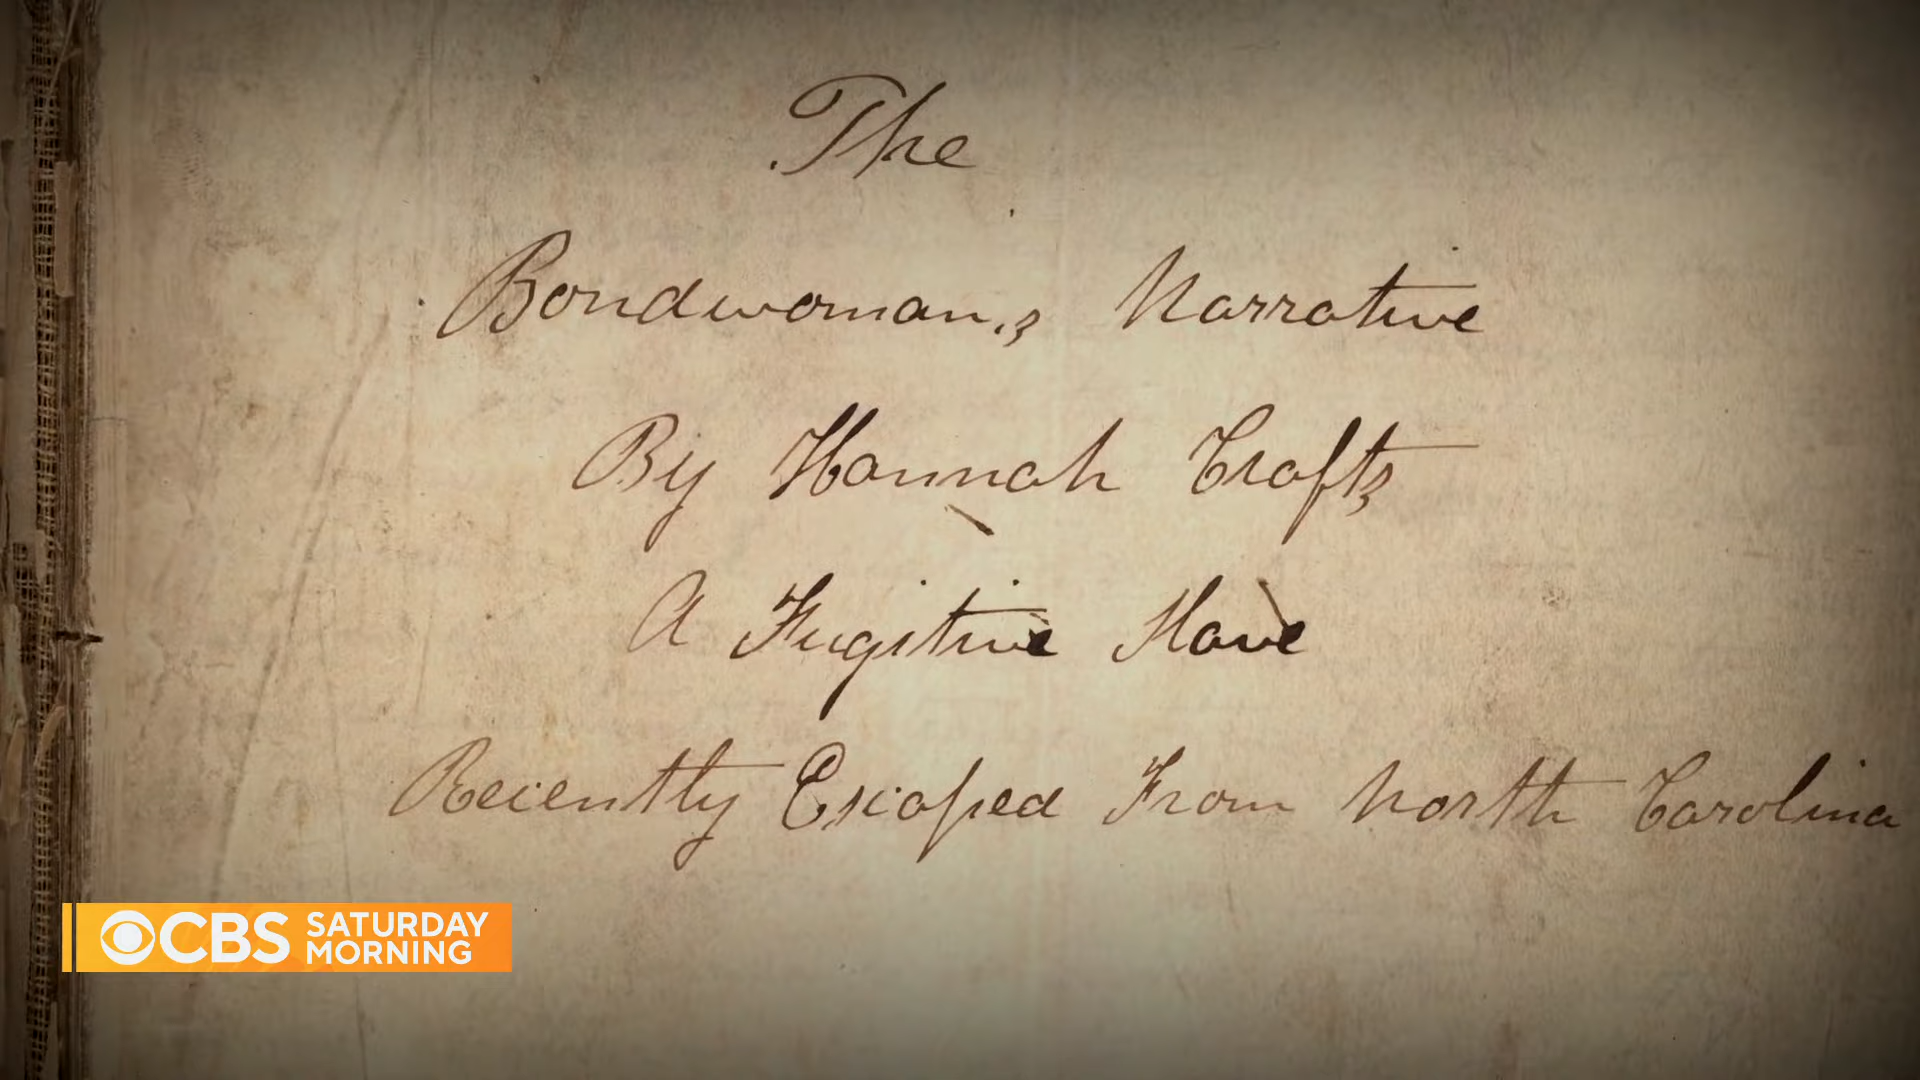 The
Bondwoman,s Narrative
By Hannah Crafts
A Fugitive Slave
Recently Escaped From North Carolina
CBS SATURDAY MORNING